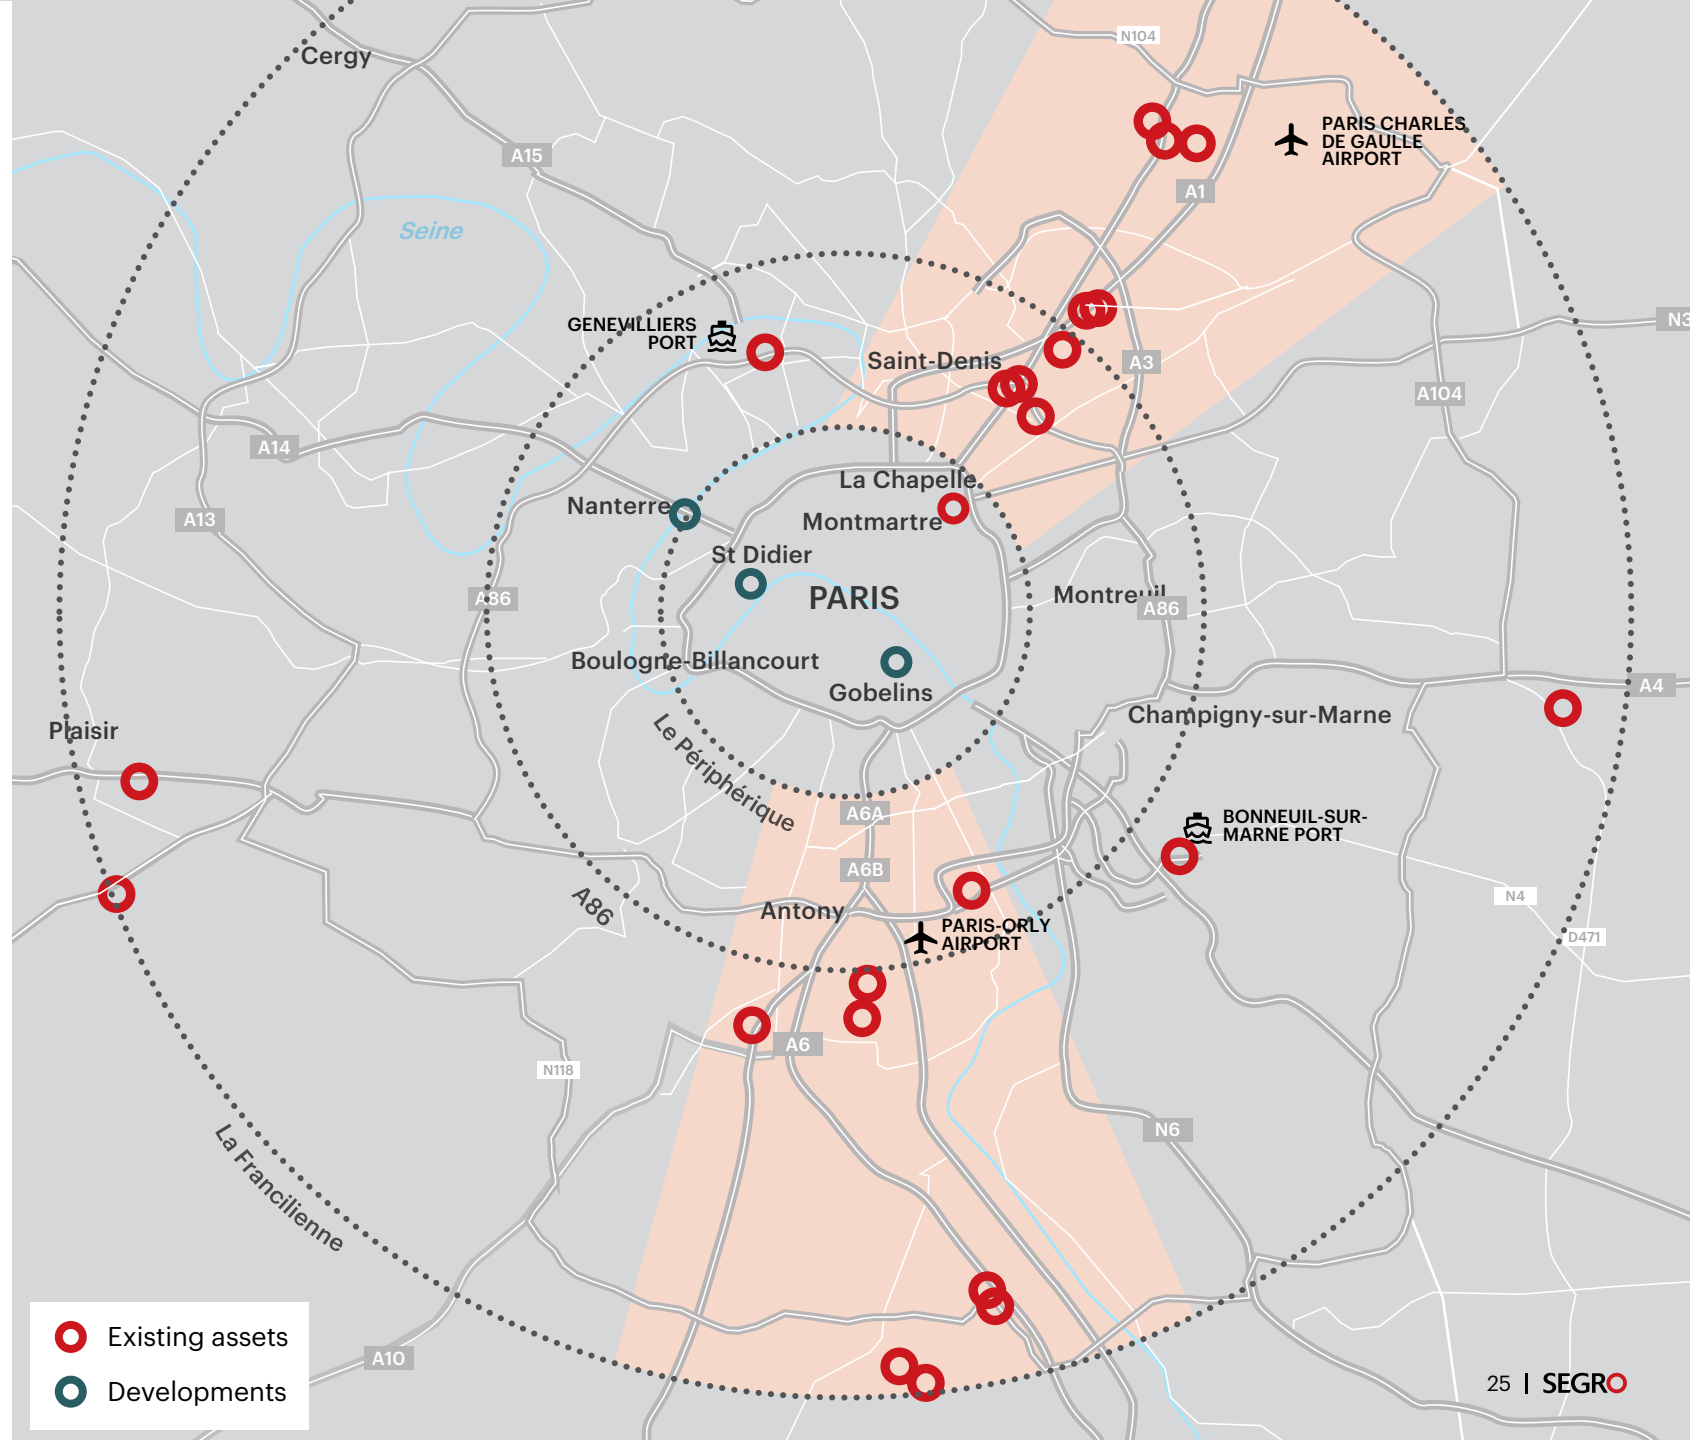 N104
Cergy
PARIS CHARLES
DE GAULLE
AIRPORT
A15
A1
Seine
GENEVILLIERS
PORT
N3
Saint-Denis
A3
A104
A14
La Chapelle
Nanterre
Montmartre
A13
St Didier
PARIS
A86
Montreuil
A86
Boulogne-Billancourt
Gobelins
A4
Champigny-sur-Marne
Plaisir
Le Périphérique
A6A
BONNEUIL-SUR-
MARNE PORT
A6B
N4
A86
Antony
PARIS-ORLY
AIRPORT
D471
A6
N118
N6
La Francilienne
Existing assets
A10
Developments
25 | SEGRO